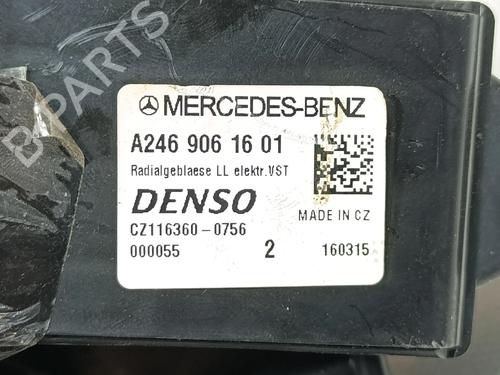 B-PARTS
MERCEDES-BENZ
A246 906 16 01
Radialgeblaese LL elektr.VST
DENSO
MADE IN CZ
CZ116360-0756
000055 2 160315